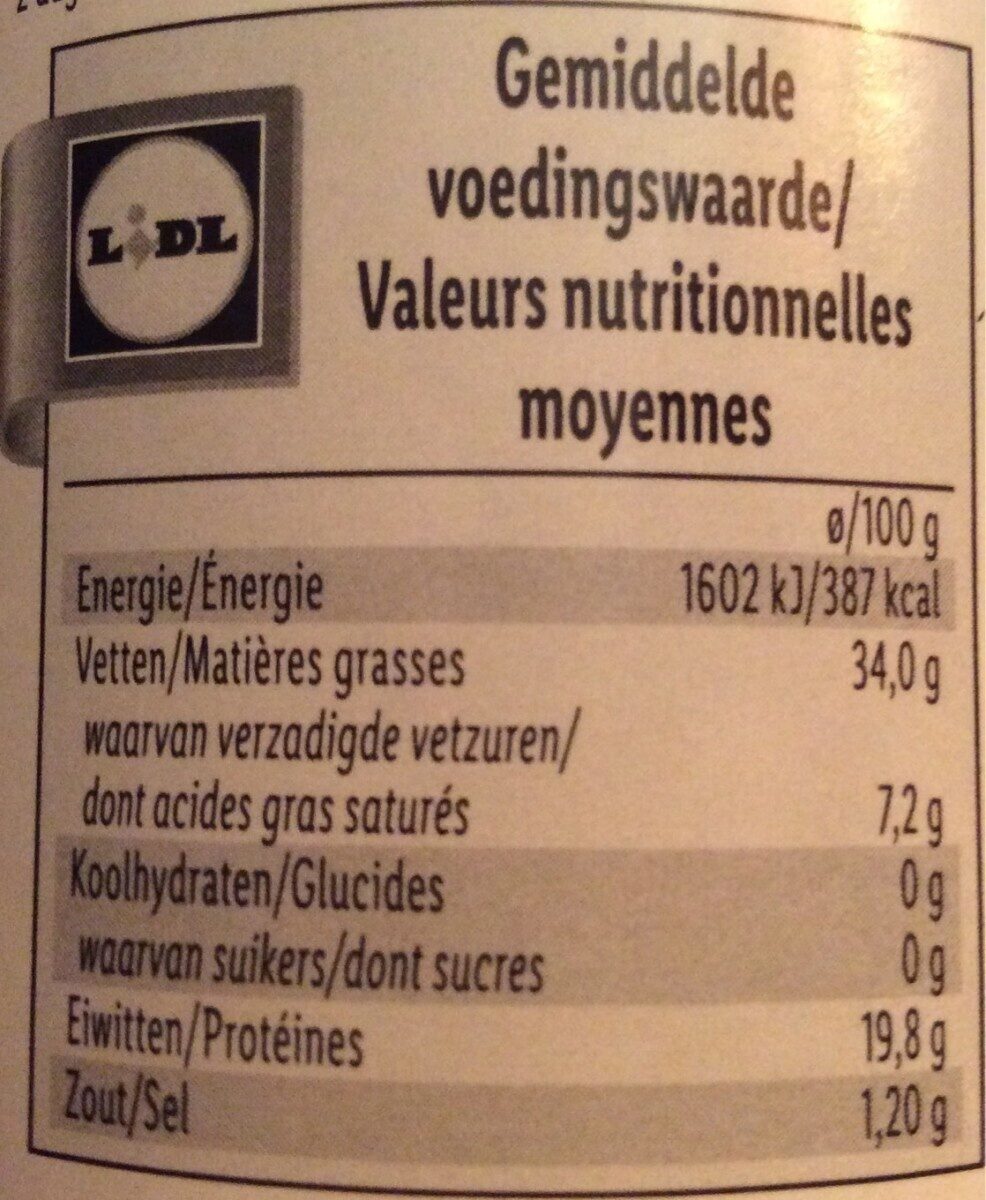 LIDL
Gemiddelde
voedingswaarde/
Valeurs nutritionnelles
moyennes
ø/100 g
Energie/Énergie 1602 kJ/387 kcal
Vetten/Matières grasses 34,0 g
waarvan verzadigde vetzuren/
dont acides gras saturés 7,2 g
Koolhydraten/Glucides 0 g
waarvan suikers/dont sucres 0 g
Eiwitten/Protéines 19,8 g
Zout/Sel 1,20 g